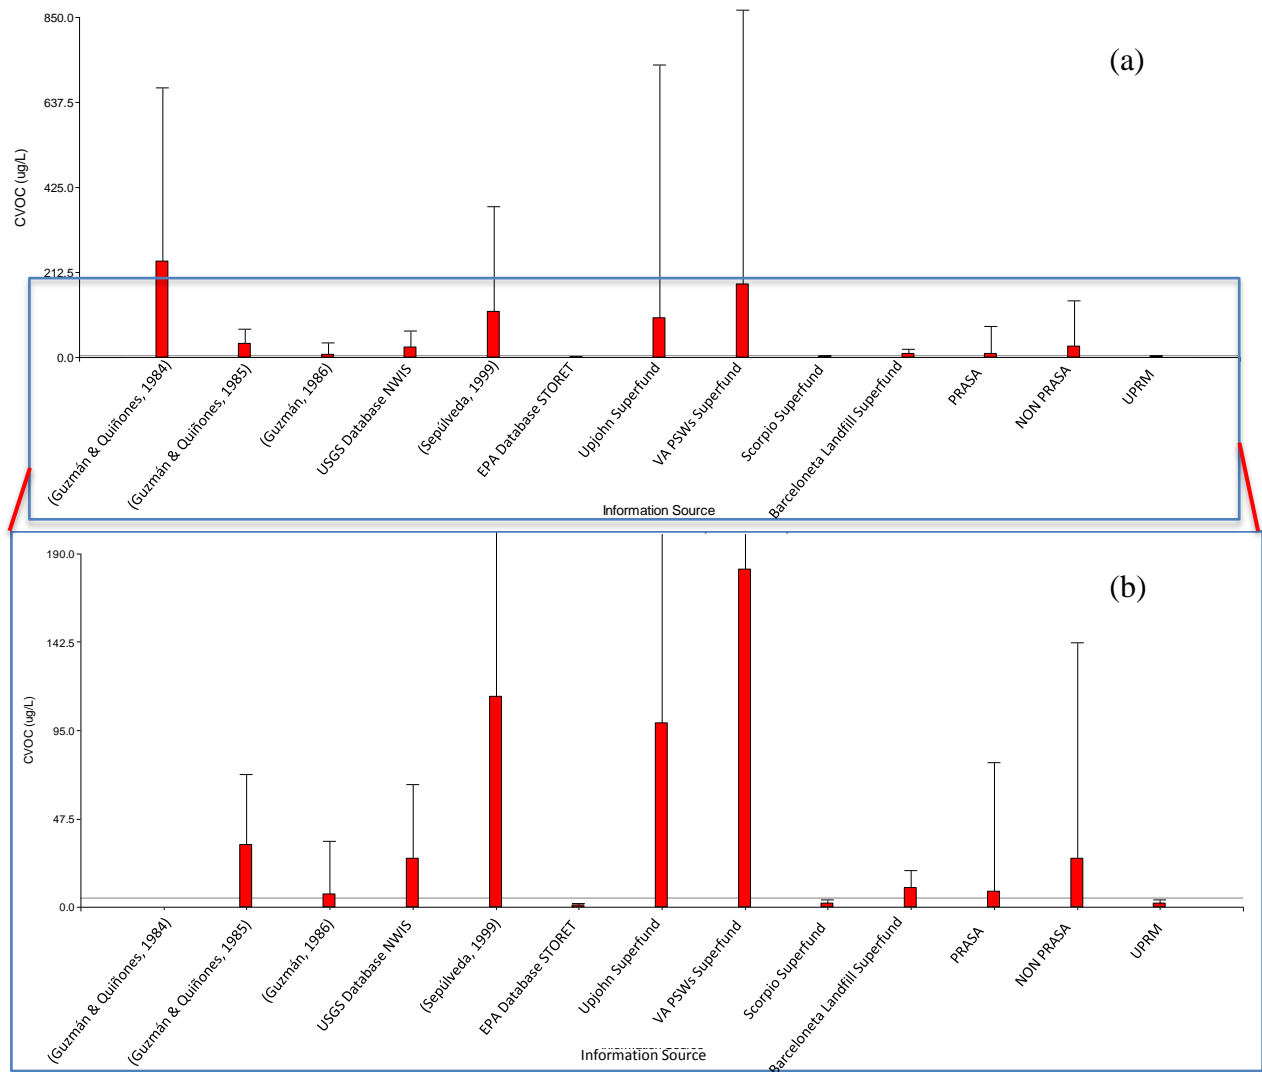 850.0
(a)
637.5
425.0
212.5
0.0
CVOC (ug/L)
(Guzmán & Quiñones, 1984)
(Guzmán & Quiñones, 1985)
(Guzmán, 1986)
USGS Database NWIS
(Sepúlveda, 1999)
EPA Database STORET
Upjohn Superfund
VA PSWs Superfund
Scorpio Superfund
Barceloneta Landfill Superfund
PRASA
NON PRASA
UPRM
Information Source
190.0
(b)
142.5
95.0
47.5
0.0
CVOC (ug/L)
(Guzmán & Quiñones, 1984)
(Guzmán & Quiñones, 1985)
(Guzmán, 1986)
USGS Database NWIS
(Sepúlveda, 1999)
EPA Database STORET
Upjohn Superfund
VA PSWs Superfund
Scorpio Superfund
Barceloneta Landfill Superfund
PRASA
NON PRASA
UPRM
Information Source